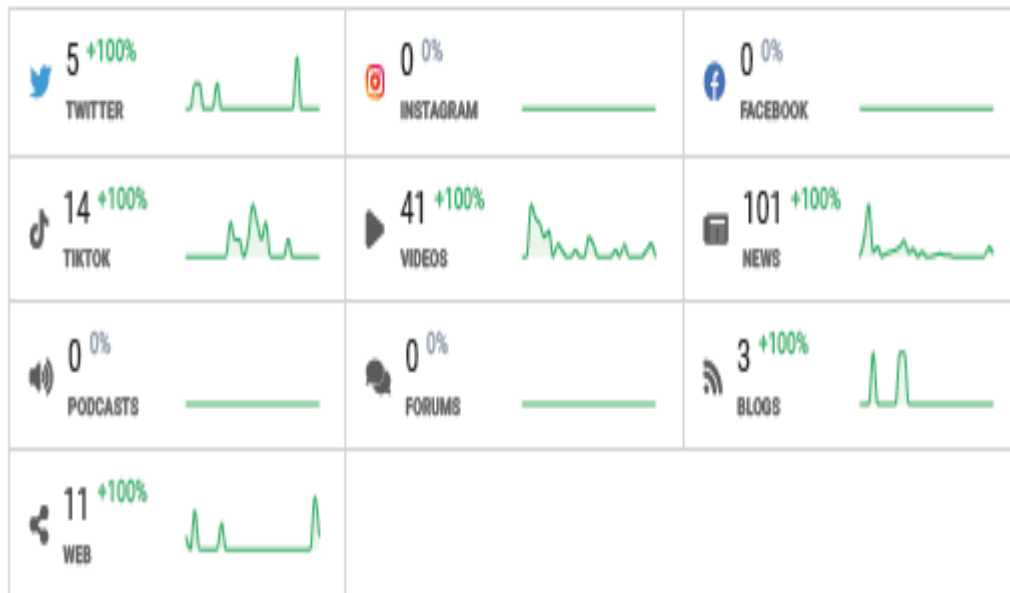 5 +100%
TWITTER
0 0%
INSTAGRAM
0 0%
FACEBOOK
14 +100%
TIKTOK
41 +100%
VIDEOS
101 +100%
NEWS
0 0%
PODCASTS
0 0%
FORUMS
3 +100%
BLOGS
11 +100%
WEB